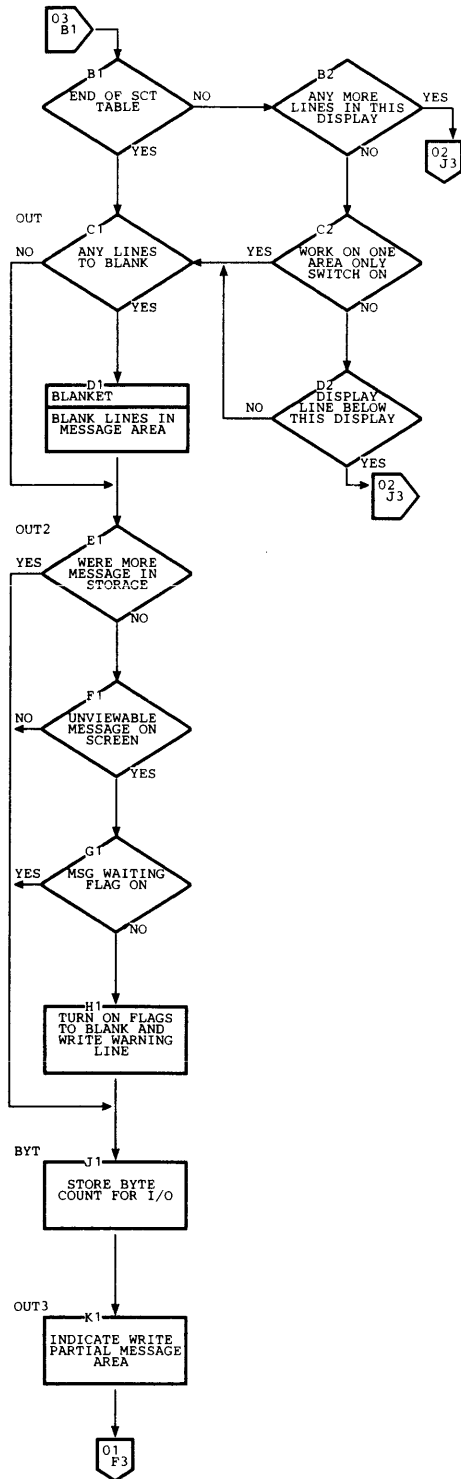 03
B1
B1
END OF SCT
TABLE
NO
YES
B2
ANY MORE
LINES IN THIS
DISPLAY
YES
02
J3
NO
OUT
C1
ANY LINES
TO BLANK
NO
YES
C2
WORK ON ONE
AREA ONLY
SWITCH ON
YES
NO
D1
BLANKET
BLANK LINES IN
MESSAGE AREA
D2
DISPLAY
LINE BELOW
THIS DISPLAY
NO
YES
02
J3
OUT2
E1
WERE MORE
MESSAGE IN
STORAGE
YES
NO
F1
UNVIEWABLE
MESSAGE ON
SCREEN
NO
YES
G1
MSG WAITING
FLAG ON
YES
NO
H1
TURN ON FLAGS
TO BLANK AND
WRITE WARNING
LINE
BYT
J1
STORE BYTE
COUNT FOR I/O
OUT3
K1
INDICATE WRITE
PARTIAL MESSAGE
AREA
01
F3